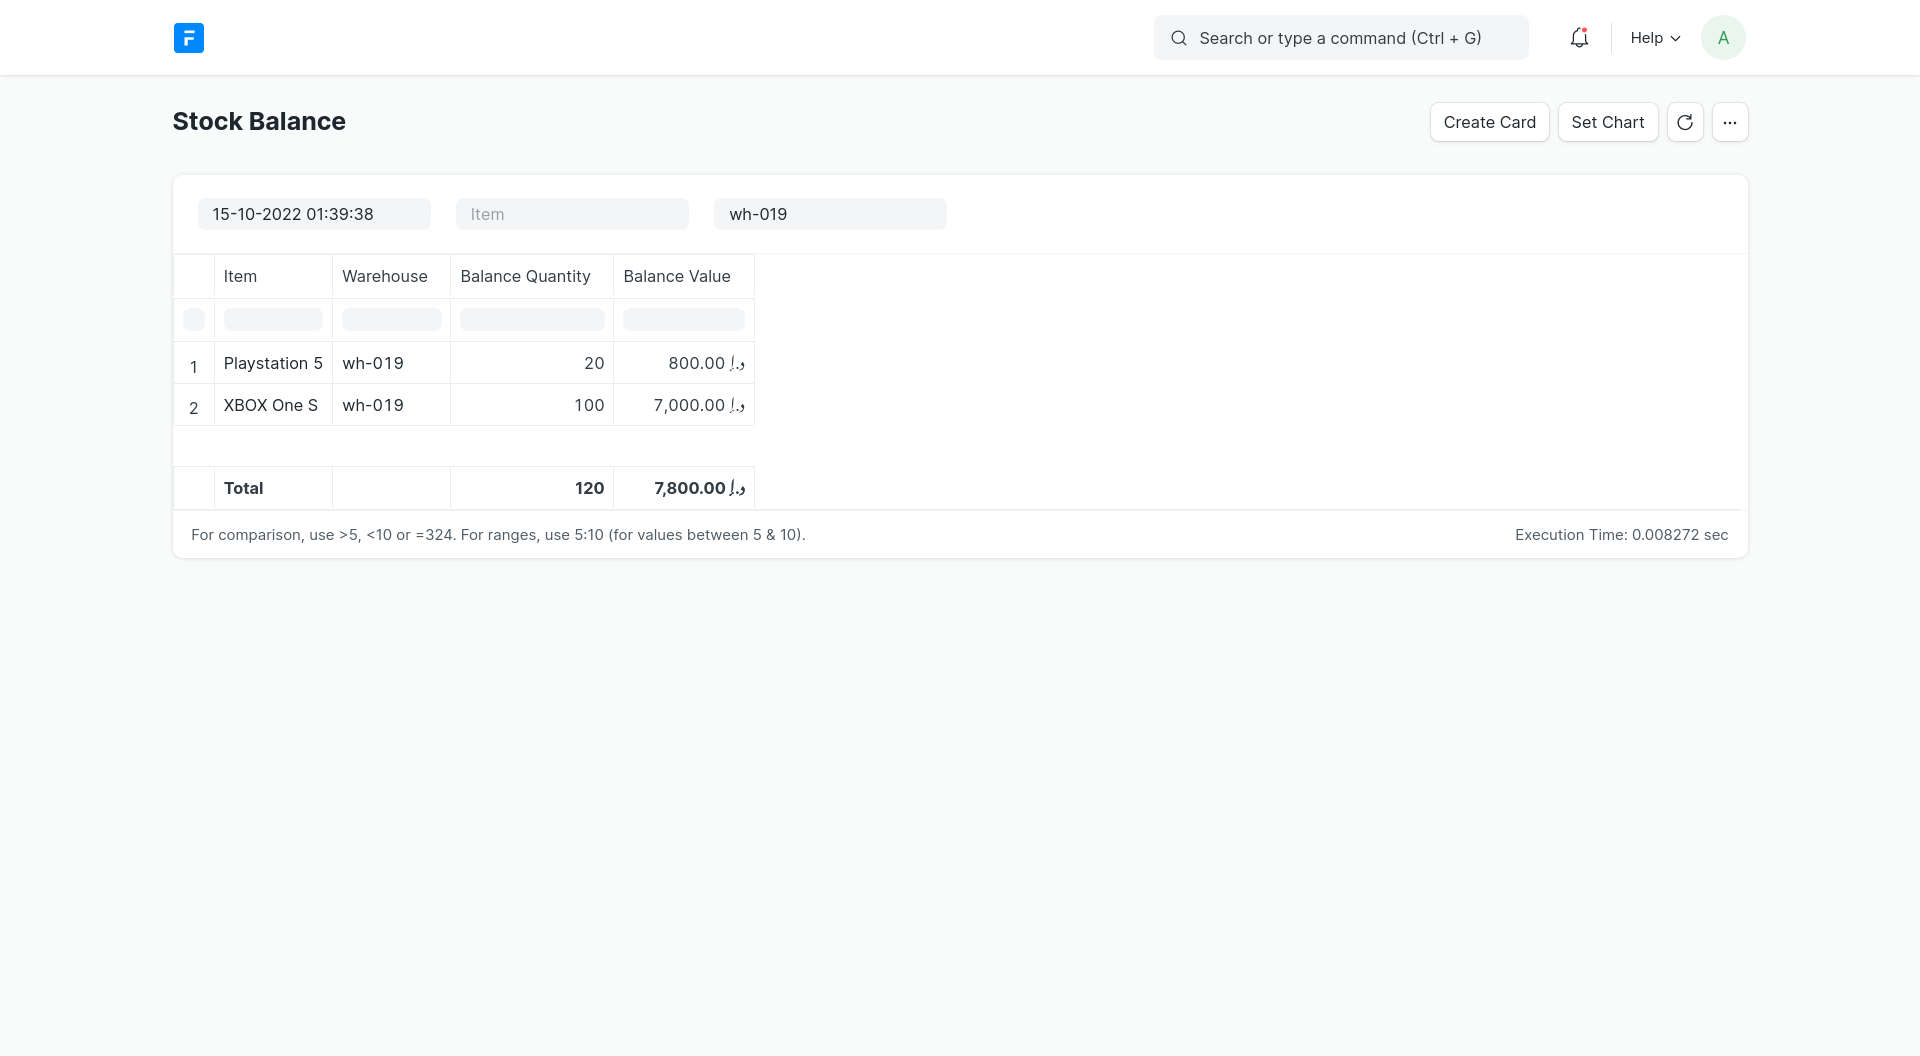 F
Search or type a command (Ctrl + G)
Help
A
Stock Balance
Create Card
Set Chart
...
15-10-2022 01:39:38
Item
wh-019
Item Warehouse Balance Quantity Balance Value
1 Playstation 5 wh-019 20 800.00 د.إ
2 XBOX One S wh-019 100 7,000.00 د.إ
Total 120 7,800.00 د.إ
For comparison, use >5, <10 or =324. For ranges, use 5:10 (for values between 5 & 10).
Execution Time: 0.008272 sec